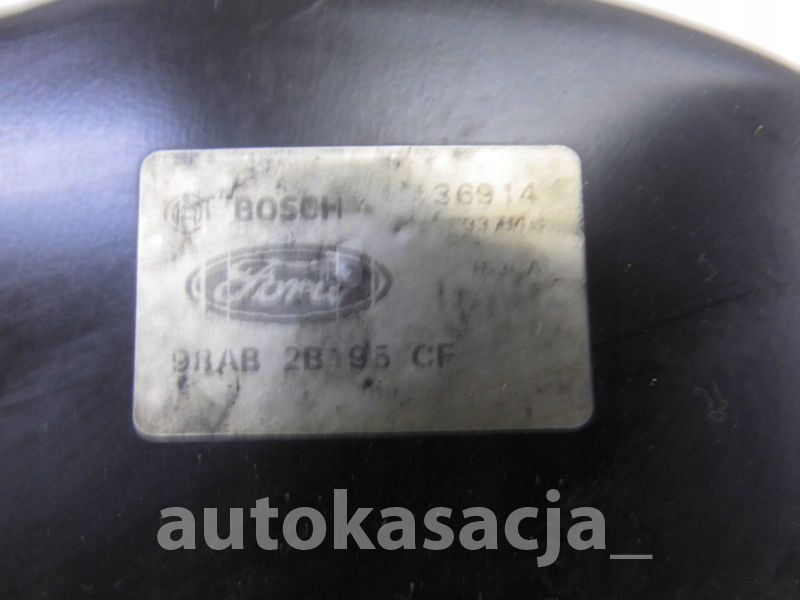 BOSCH 36914
Ford
98AB 2B195 CF
autokasacja_